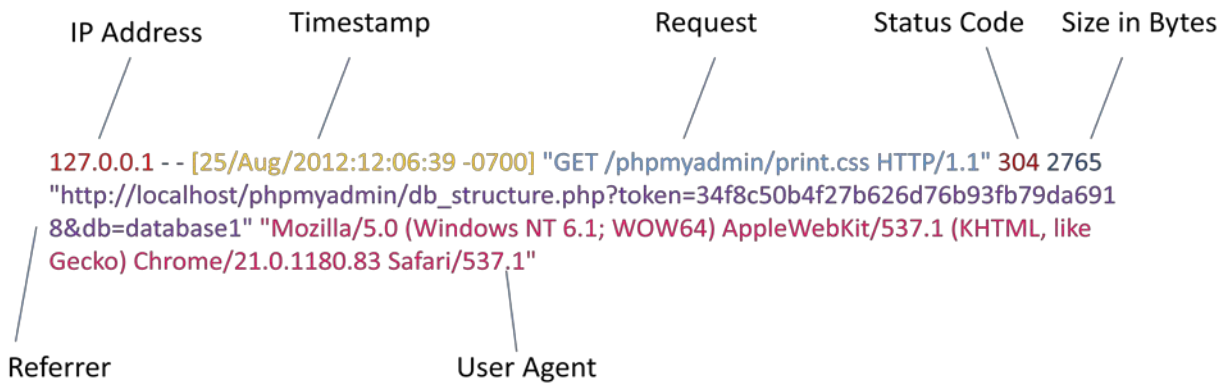 IP Address Timestamp Request Status Code Size in Bytes
127.0.0.1 - - [25/Aug/2012:12:06:39 -0700] "GET /phpmyadmin/print.css HTTP/1.1" 304 2765
"http://localhost/phpmyadmin/db_structure.php?token=34f8c50b4f27b626d76b93fb79da691
8&db=database1" "Mozilla/5.0 (Windows NT 6.1; WOW64) AppleWebKit/537.1 (KHTML, like
Gecko) Chrome/21.0.1180.83 Safari/537.1"
Referrer User Agent